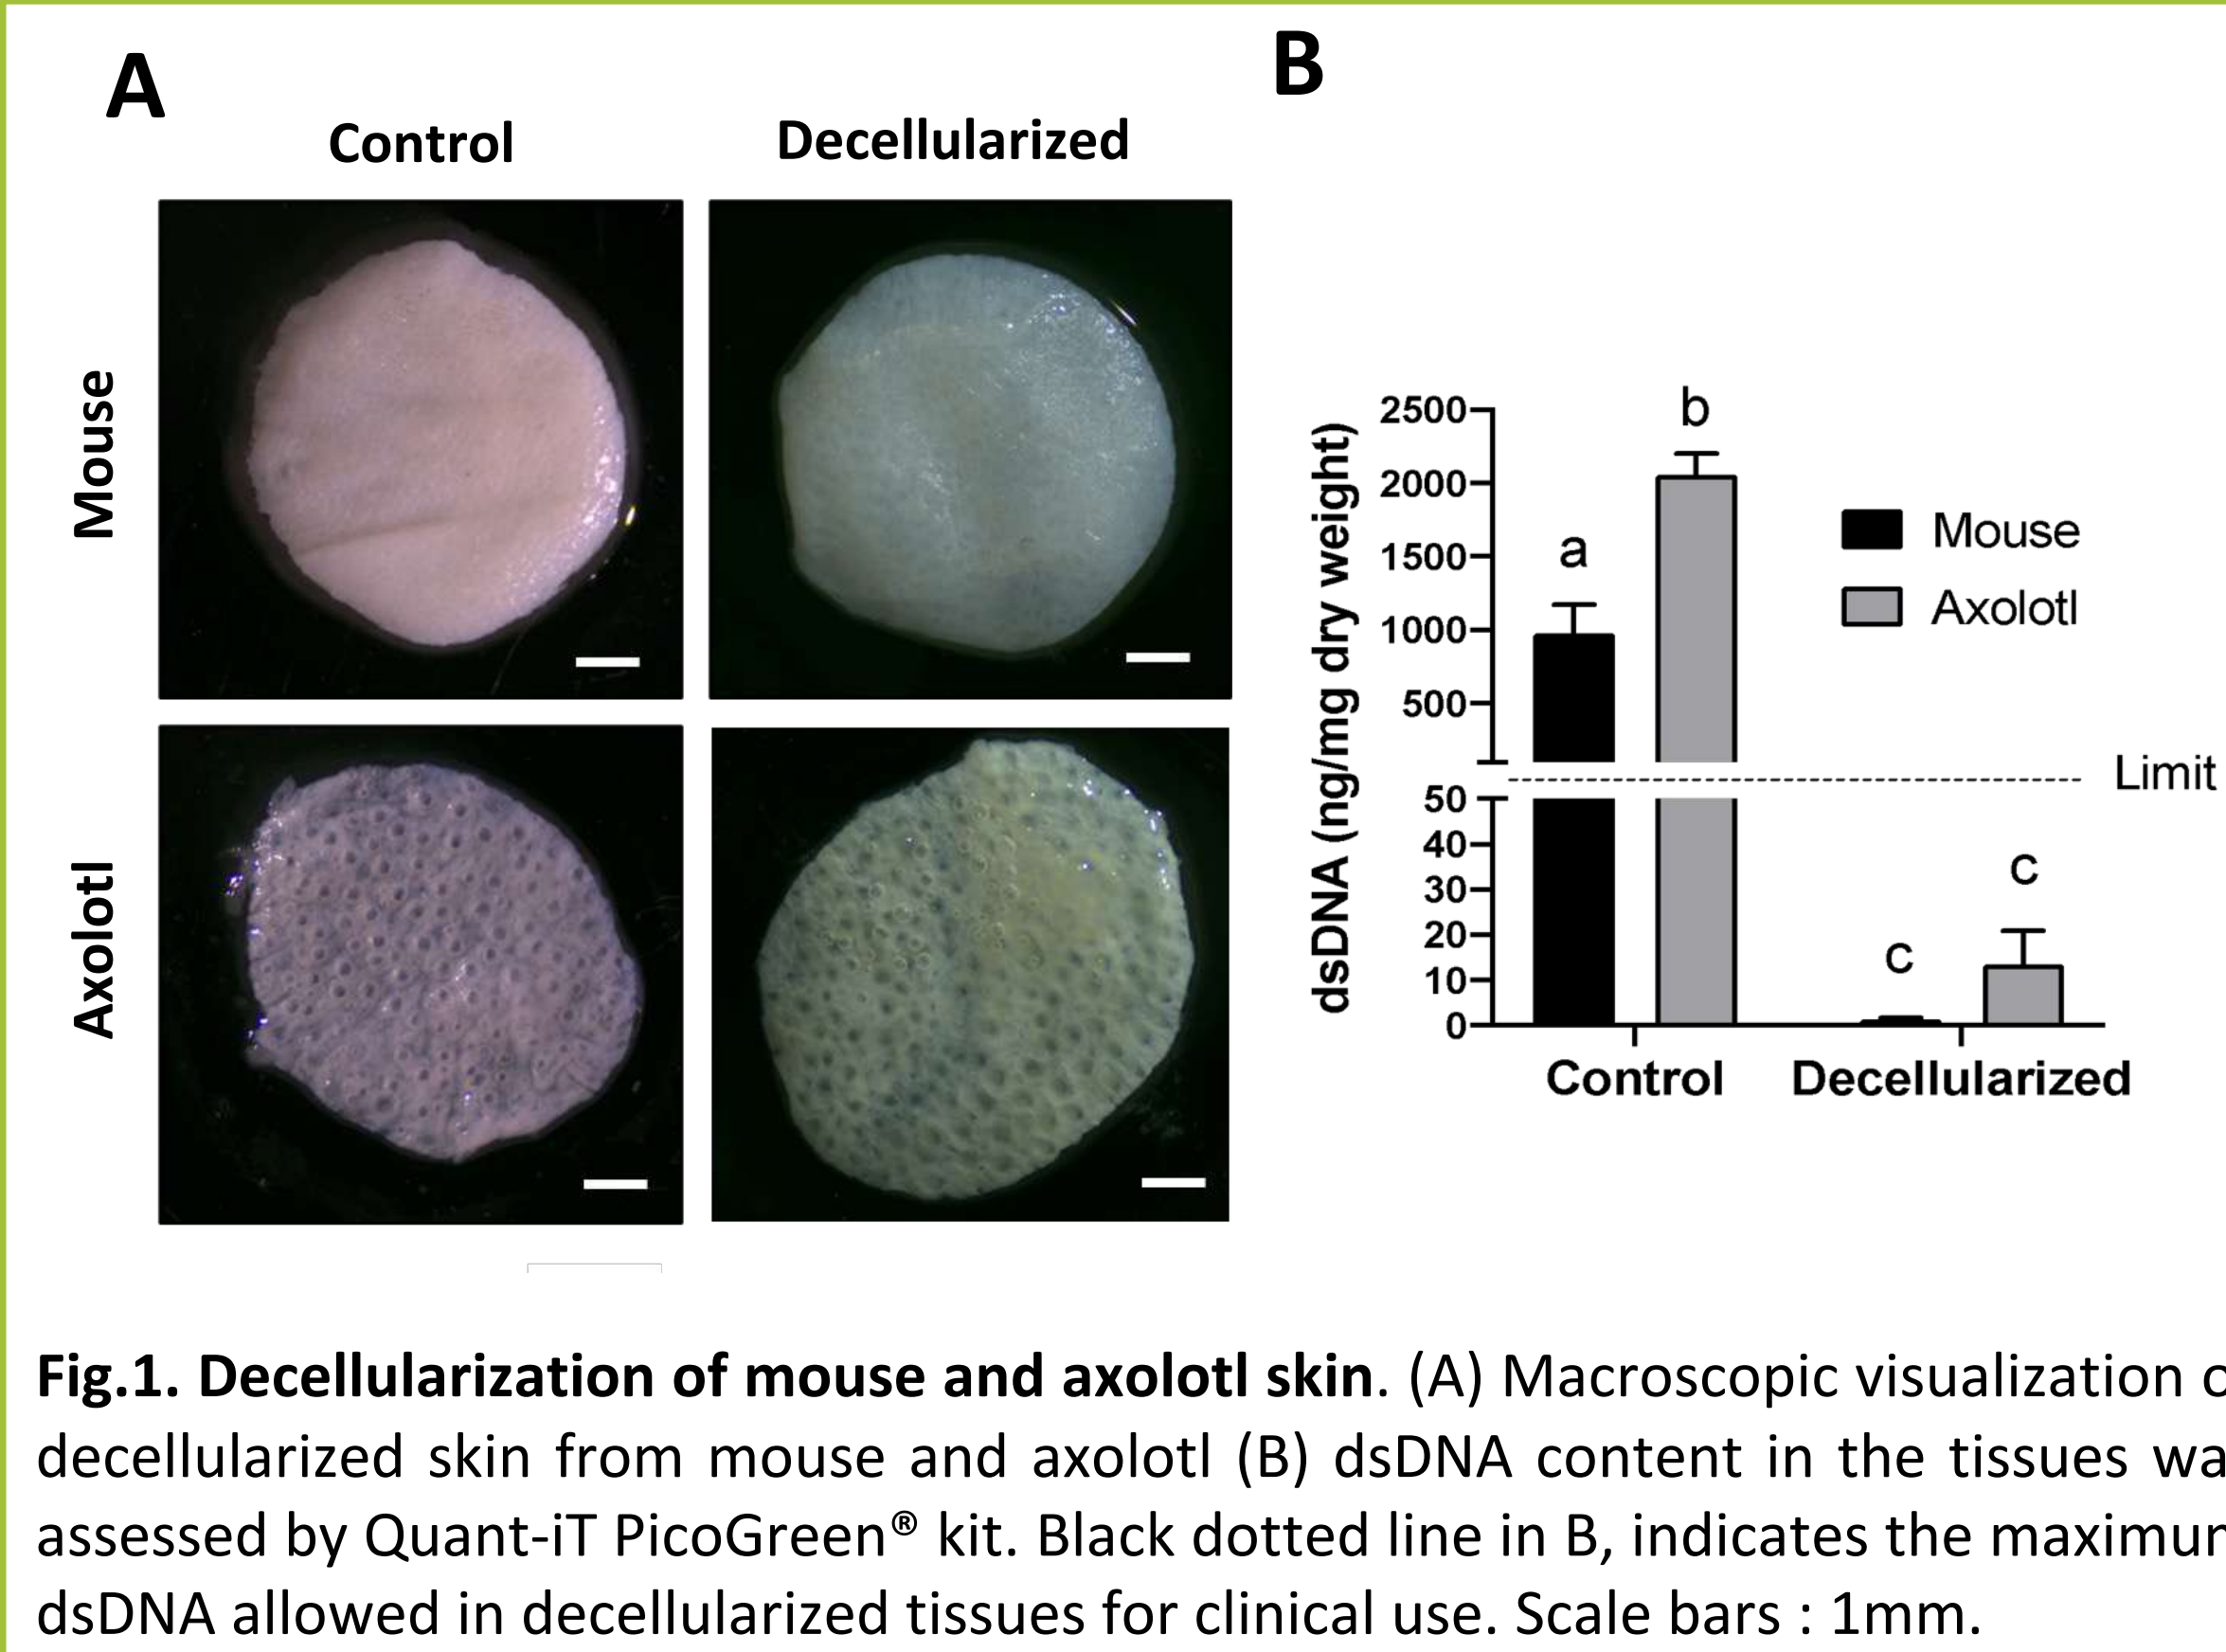 A
B
Control
Decellularized
Mouse
Axolotl
dsDNA (ng/mg dry weight)
2500
2000
1500
1000
500
50
40
30
20
10
0
a
b
c
c
Mouse
Axolotl
Limit
Control
Decellularized
Fig.1. Decellularization of mouse and axolotl skin. (A) Macroscopic visualization
decellularized skin from mouse and axolotl (B) dsDNA content in the tissues
assessed by Quant-iT PicoGreen® kit. Black dotted line in B, indicates the
dsDNA allowed in decellularized tissues for clinical use. Scale bars : 1mm.